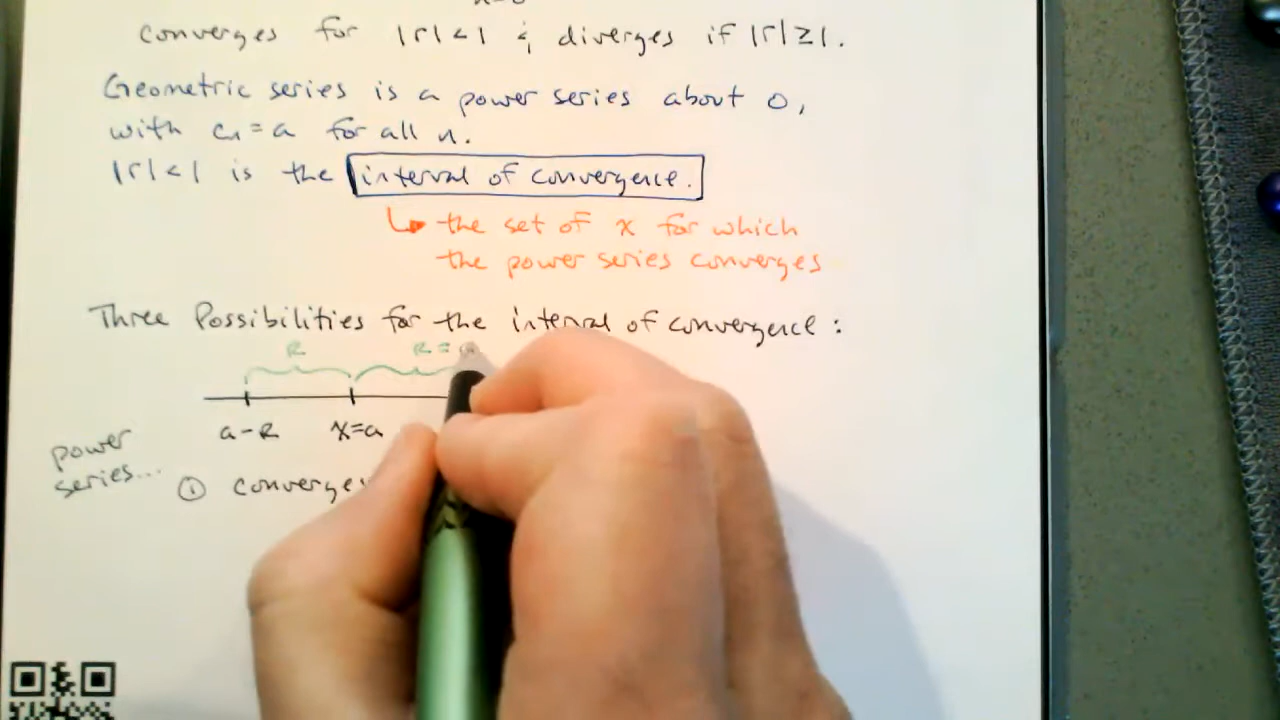 converges for |r|<1 & diverges if |r|≥1.
Geometric series is a power series about 0,
with cn=a for all n.
|r|<1 is the interval of convergence.
↳ the set of x for which
the power series converges
Three Possibilities for the interval of convergence:
R R=
a-R x=a
power
series...
① converges